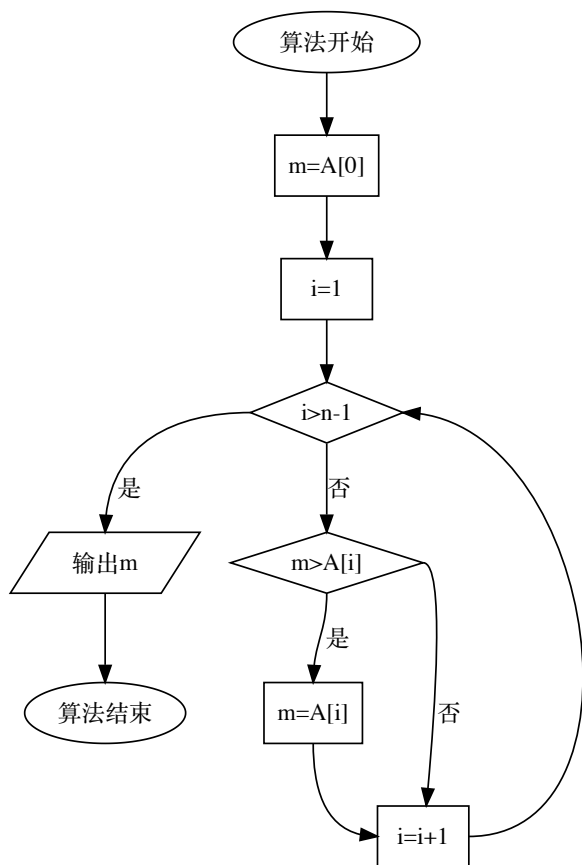 算法开始
m=A[0]
i=1
i>n-1
是
否
输出m
m>A[i]
是
算法结束
m=A[i]
否
i=i+1